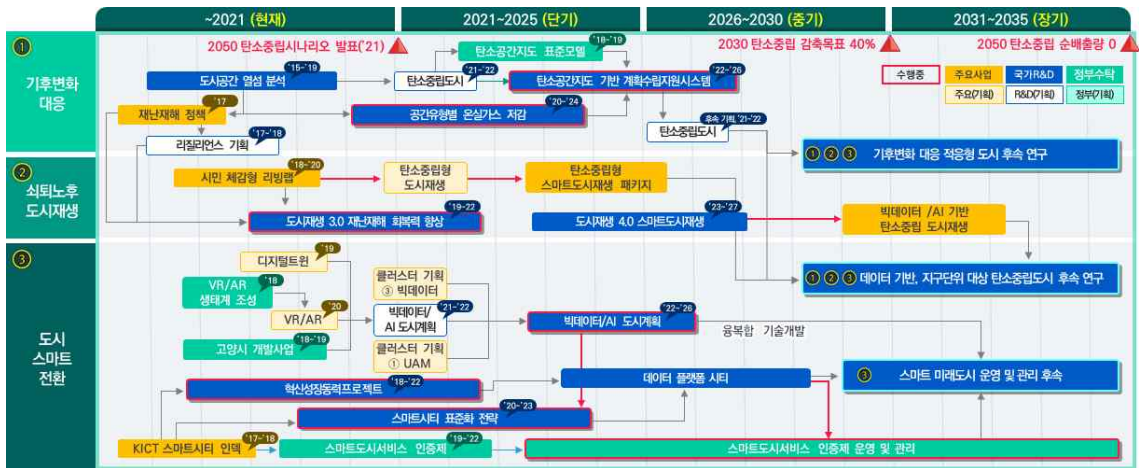 ~2021 (현재)
2021~2025 (단기)
2026~2030 (중기)
2031~2035 (장기)
①
기후변화
대응
2050 탄소중립시나리오 발표('21)
2030 탄소중립 감축목표 40%
2050 탄소중립 순배출량 0
수행중
주요사업
국가R&D
정부수탁
주요(기획)
R&D(기획)
정부(기획)
'15~'19
도시공간 열섬 분석
'18~'19
탄소공간지도 표준모델
'21~'22
탄소중립도시
'22~'26
탄소공간지도 기반 계획수립지원시스템
'17
재난재해 정책
'20~'24
공간유형별 온실가스 저감
'17~'18
리질리언스 기획
후속 기획, '21~'22
탄소중립도시
① ② ③ 기후변화 대응 적응형 도시 후속 연구
②
쇠퇴노후
도시재생
'18~'20
시민 체감형 리빙랩
탄소중립형
도시재생
탄소중립형
스마트도시재생 패키지
'19~22
도시재생 3.0 재난재해 회복력 향상
'23~'27
도시재생 4.0 스마트도시재생
빅데이터 /AI 기반
탄소중립 도시재생
③
도시
스마트
전환
'19
디지털트윈
'18
VR/AR
생태계 조성
'20
VR/AR
'18~'19
고양시 개발사업
클러스터 기획
③ 빅데이터
'21~'22
빅데이터/
AI 도시계획
클러스터 기획
① UAM
'22~'26
빅데이터/AI 도시계획
융복합 기술개발
① ② ③ 데이터 기반, 지구단위 대상 탄소중립도시 후속 연구
'18~'22
혁신성장동력프로젝트
데이터 플랫폼 시티
③ 스마트 미래도시 운영 및 관리 후속
'20~'23
스마트시티 표준화 전략
'17~'18
KICT 스마트시티 인덱
'19~'22
스마트도시서비스 인증제
스마트도시서비스 인증제 운영 및 관리